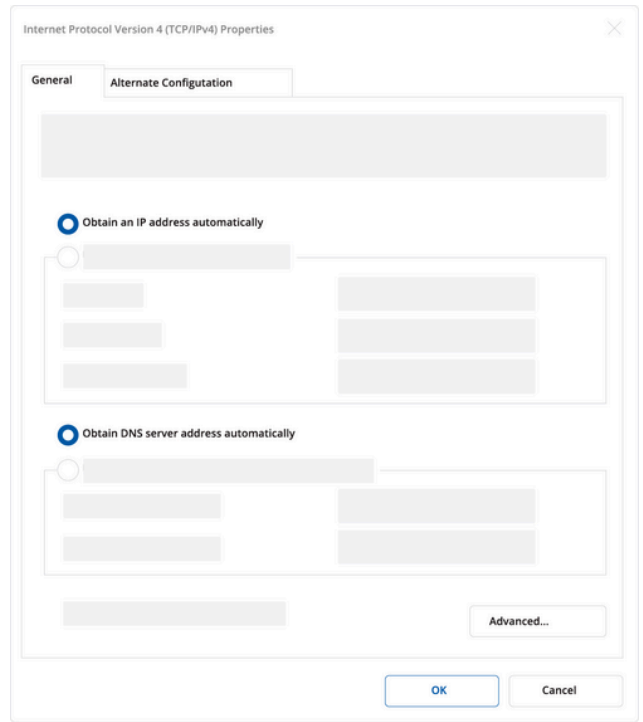 Internet Protocol Version 4 (TCP/IPv4) Properties
General
Alternate Configutation
Obtain an IP address automatically
Obtain DNS server address automatically
Advanced...
OK
Cancel